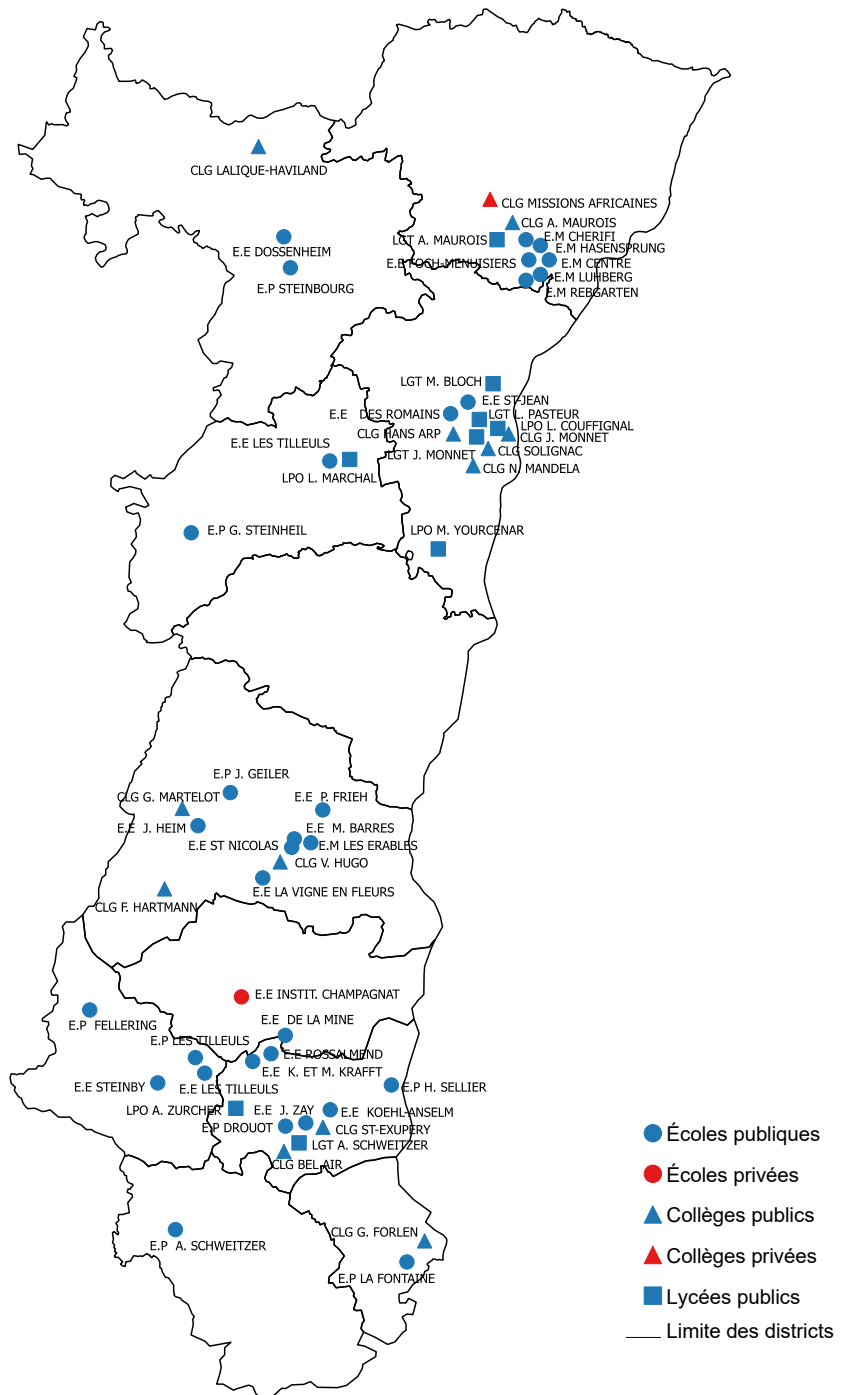 CLG LALIQUE-HAVILAND
CLG MISSIONS AFRICAINES
CLG A. MAUROIS
LGT A. MAUROIS
E.M CHERIFI
E.M HASENSPRUNG
E.E DOSSENHEIM
E.E FOCH-MENUISIERS
E.M CENTRE
E.M LUHBERG
E.P STEINBOURG
E.M REBGARTEN
LGT M. BLOCH
E.E ST-JEAN
E.E DES ROMAINS
LGT L. PASTEUR
LPO L. COUFFIGNAL
CLG HANS ARP
CLG J. MONNET
E.E LES TILLEULS
CLG SOLIGNAC
LGT J. MONNET
CLG N. MANDELA
LPO L. MARCHAL
E.P G. STEINHEIL
LPO M. YOURCENAR
E.P J. GEILER
CLG G. MARTELOT
E.E P. FRIEH
E.E J. HEIM
E.E M. BARRES
E.E ST NICOLAS
E.M LES ERABLES
CLG V. HUGO
E.E LA VIGNE EN FLEURS
CLG F. HARTMANN
E.E INSTIT. CHAMPAGNAT
E.E DE LA MINE
E.P FELLERING
E.P LES TILLEULS
E.E ROSSALMEND
E.E K. ET M. KRAFFT
E.E STEINBY
E.E LES TILLEULS
E.P H. SELLIER
LPO A. ZURCHER
E.E J. ZAY
E.E KOEHL-ANSELM
E.P DROUOT
CLG ST-EXUPERY
LGT A. SCHWEITZER
CLG BEL AIR
CLG G. FORLEN
E.P A. SCHWEITZER
E.P LA FONTAINE
Écoles publiques
Écoles privées
Collèges publics
Collèges privées
Lycées publics
Limite des districts